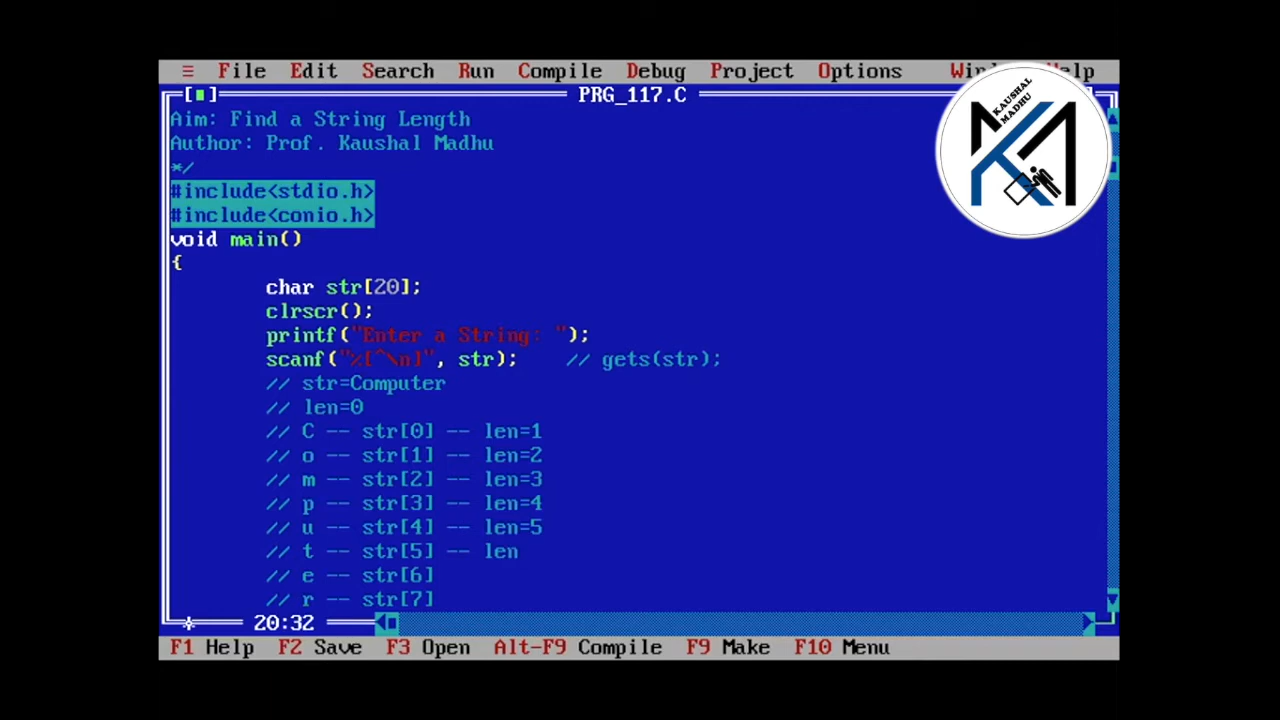 ≡ File Edit Search Run Compile Debug Project Options
[■] PRG_117.C
KAUSHAL
MADHU
Aim: Find a String Length
Author: Prof. Kaushal Madhu
*/
#include<stdio.h>
#include<conio.h>
void main()
{
char str[20];
clrscr();
printf("Enter a String: ");
scanf("%[^\n]", str); // gets(str);
// str=Computer
// len=0
// C -- str[0] -- len=1
// o -- str[1] -- len=2
// m -- str[2] -- len=3
// p -- str[3] -- len=4
// u -- str[4] -- len=5
// t -- str[5] -- len
// e -- str[6]
// r -- str[7]
* 20:32
F1 Help F2 Save F3 Open Alt-F9 Compile F9 Make F10 Menu